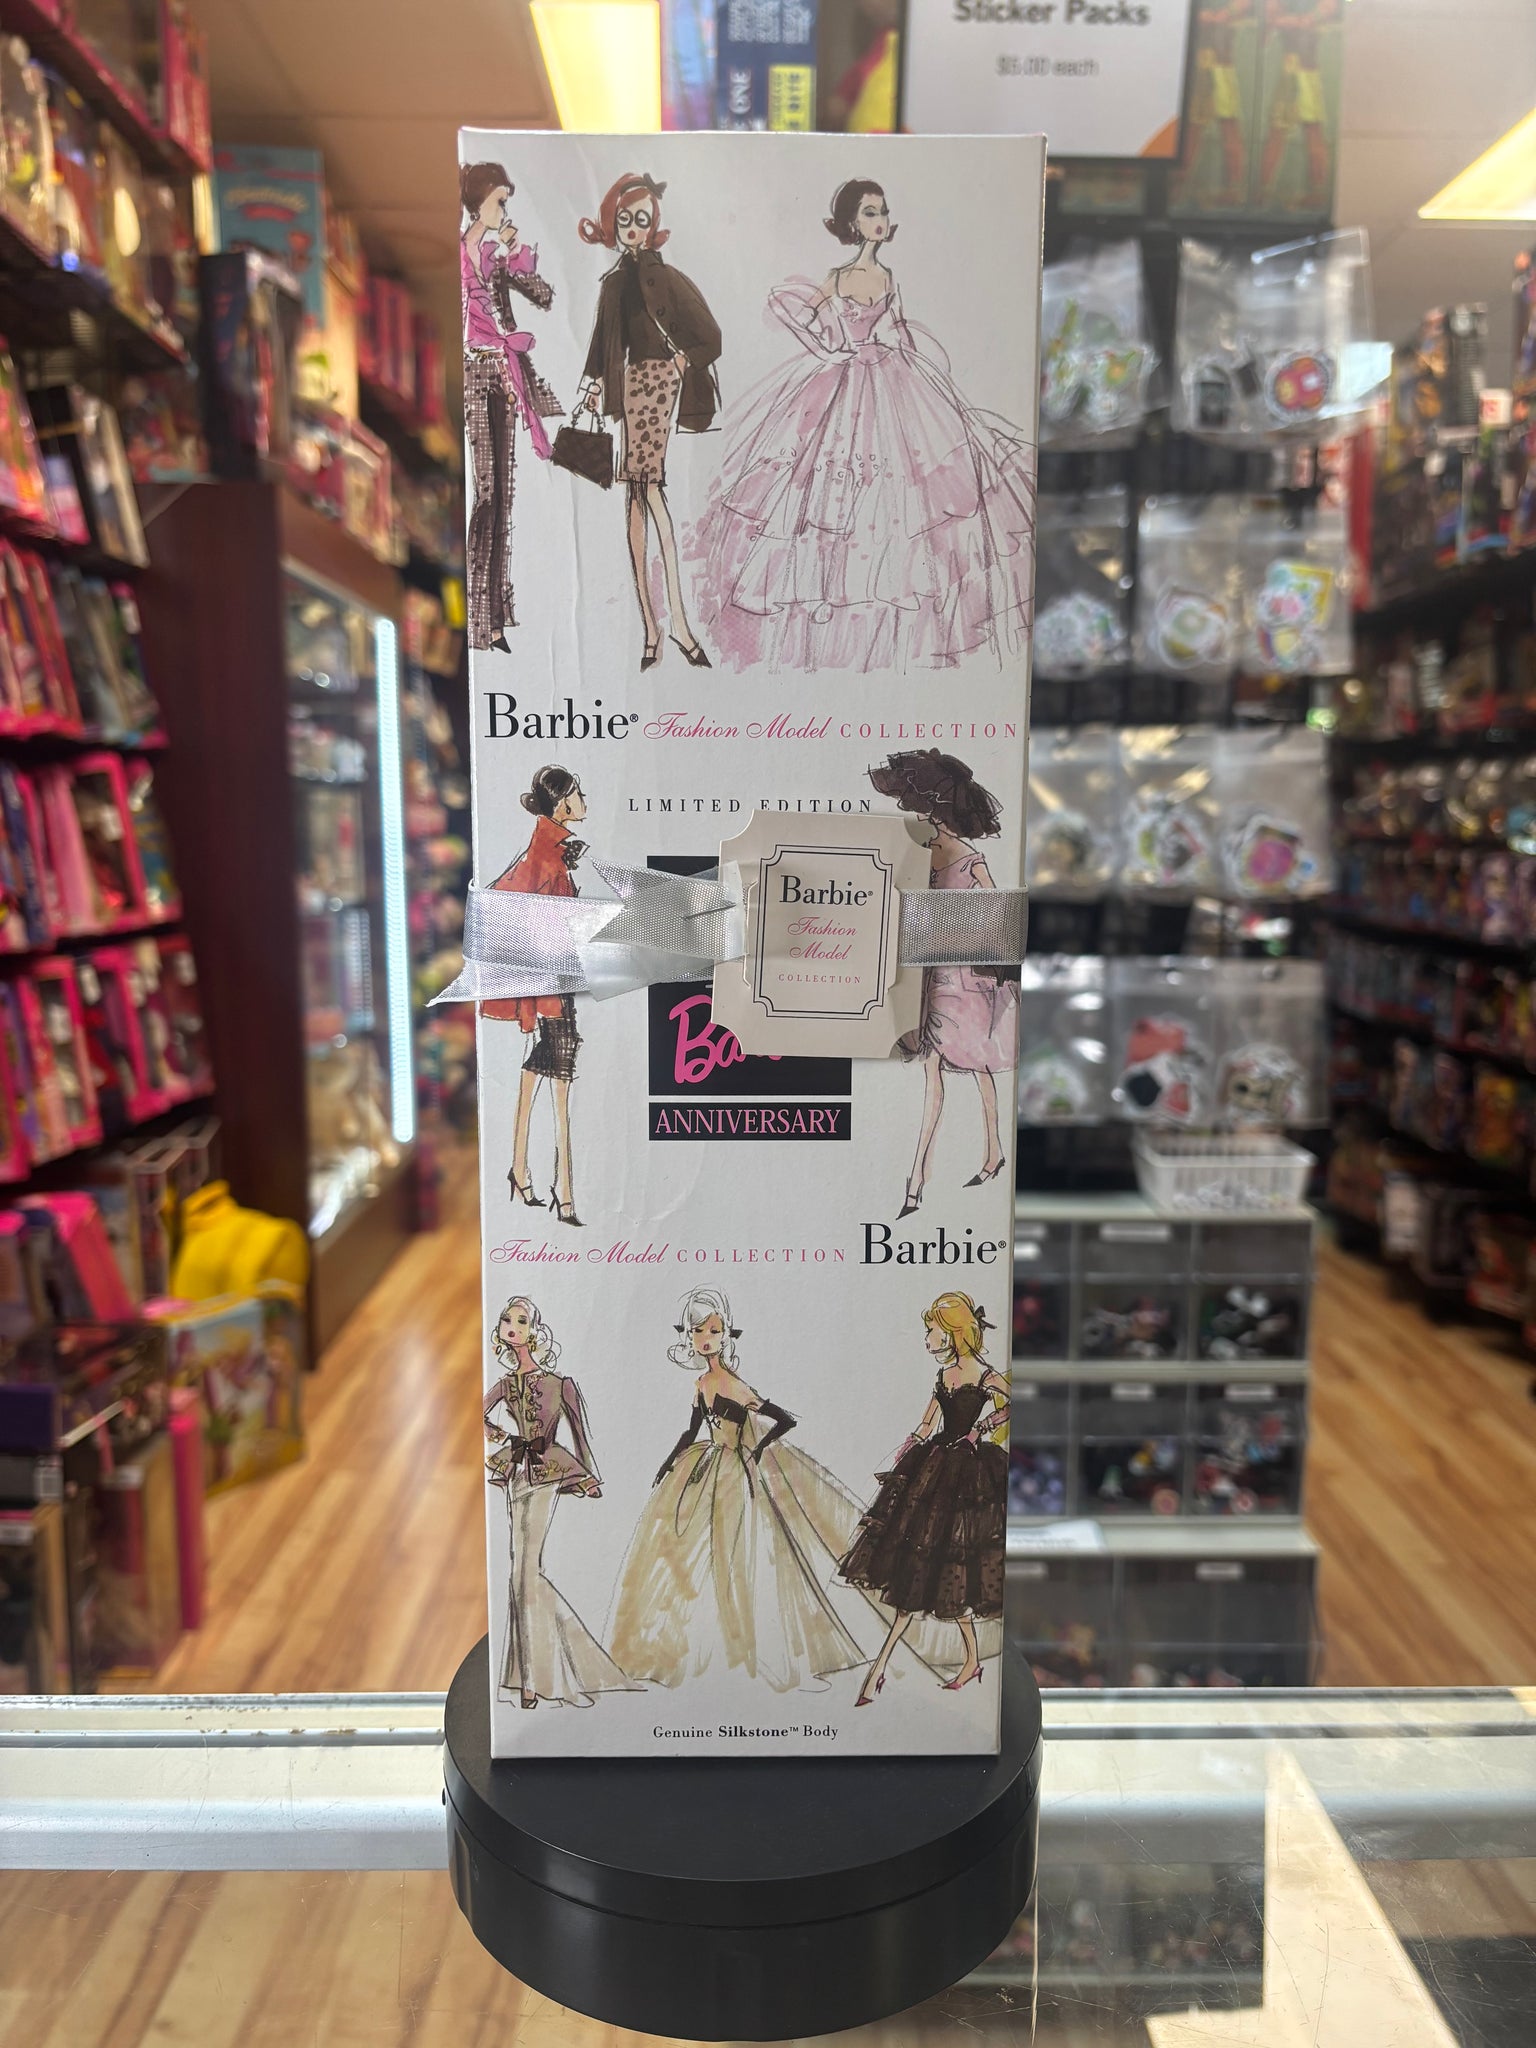 Sticker Packs
$5.00 each
Barbie® Fashion Model COLLECTION
LIMITED EDITION
Barbie®
Fashion
Model
COLLECTION
ANNIVERSARY
Fashion Model COLLECTION Barbie®
Genuine Silkstone™ Body